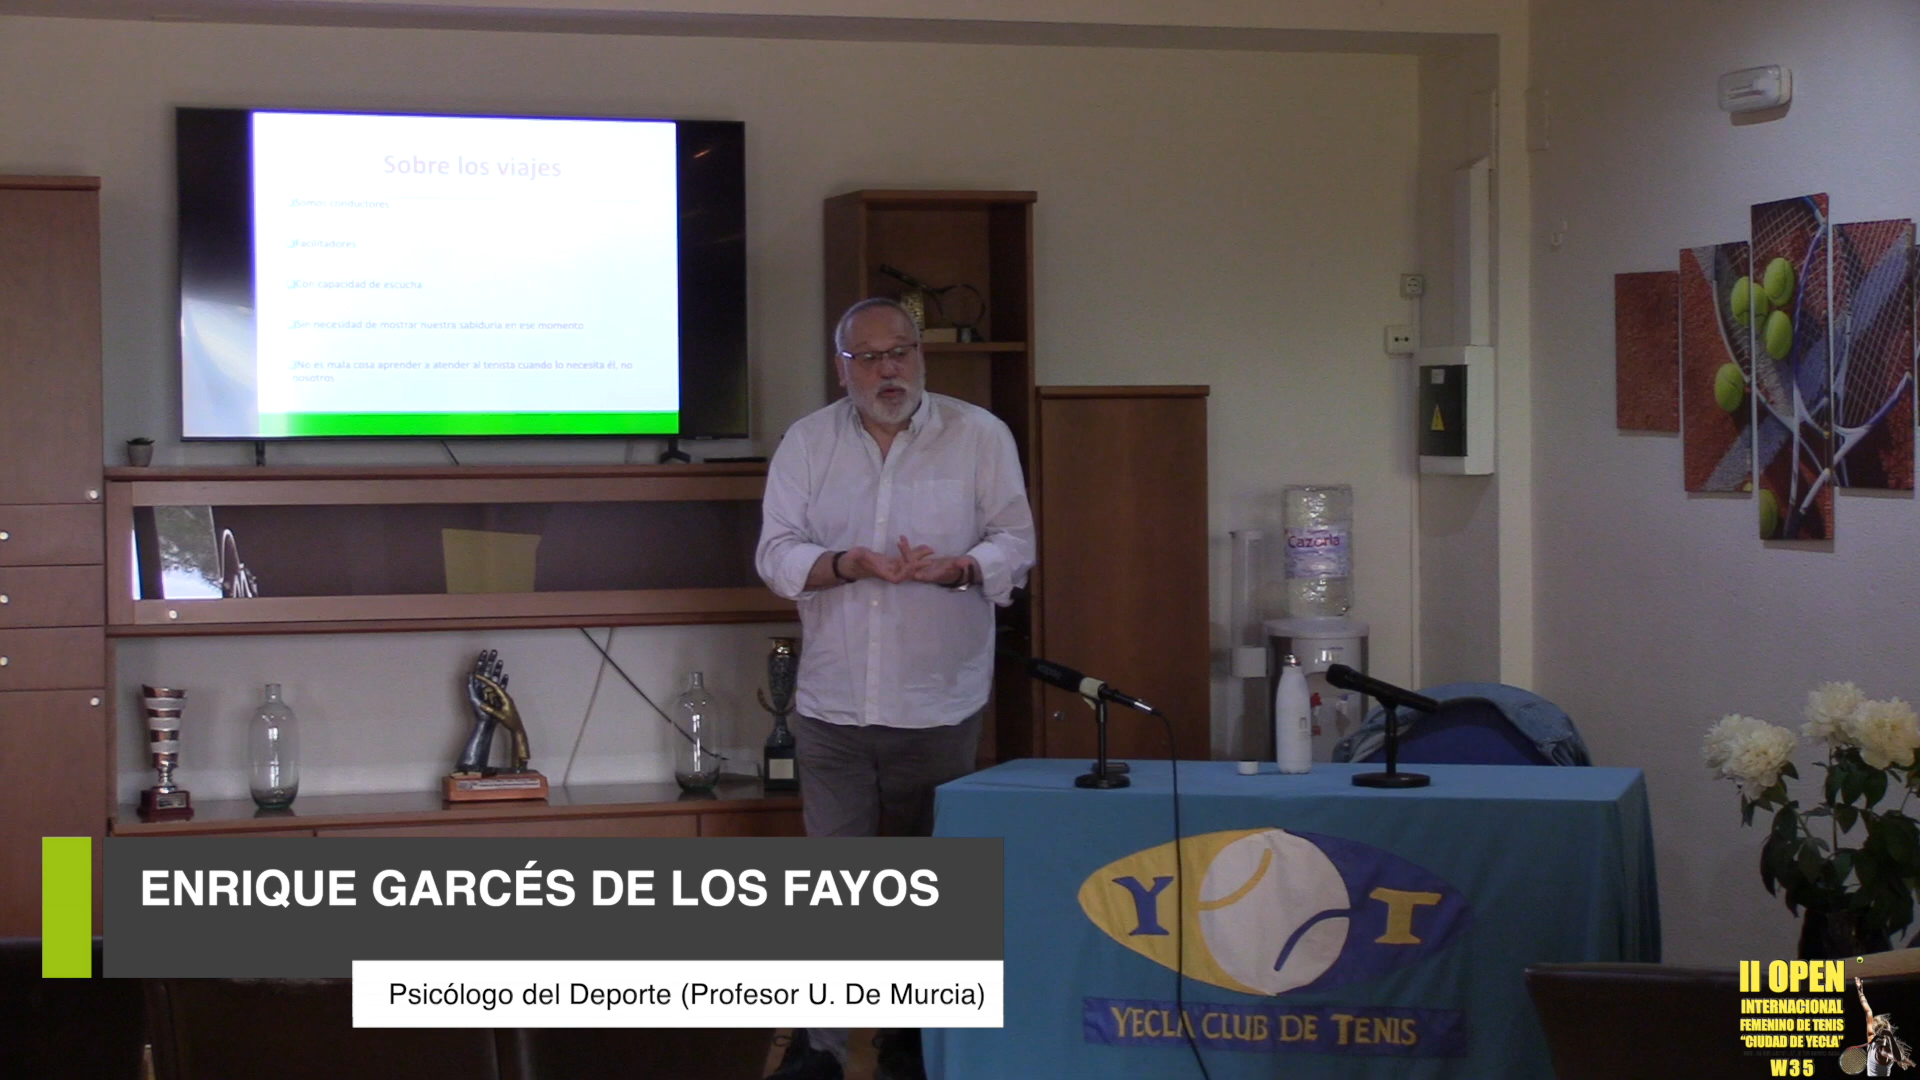 Sobre los viajes
Somos conductores
Facilitadores
Con capacidad de escucha
Sin necesidad de mostrar nuestra sabiduría en ese momento
No es mala cosa aprender a atender al tenista cuando lo necesita él, no
nosotros
Cazorla
ENRIQUE GARCÉS DE LOS FAYOS
Psicólogo del Deporte (Profesor U. De Murcia)
Y T
YECLA CLUB DE TENIS
II OPEN
INTERNACIONAL
FEMENINO DE TENIS
“CIUDAD DE YECLA”
W35